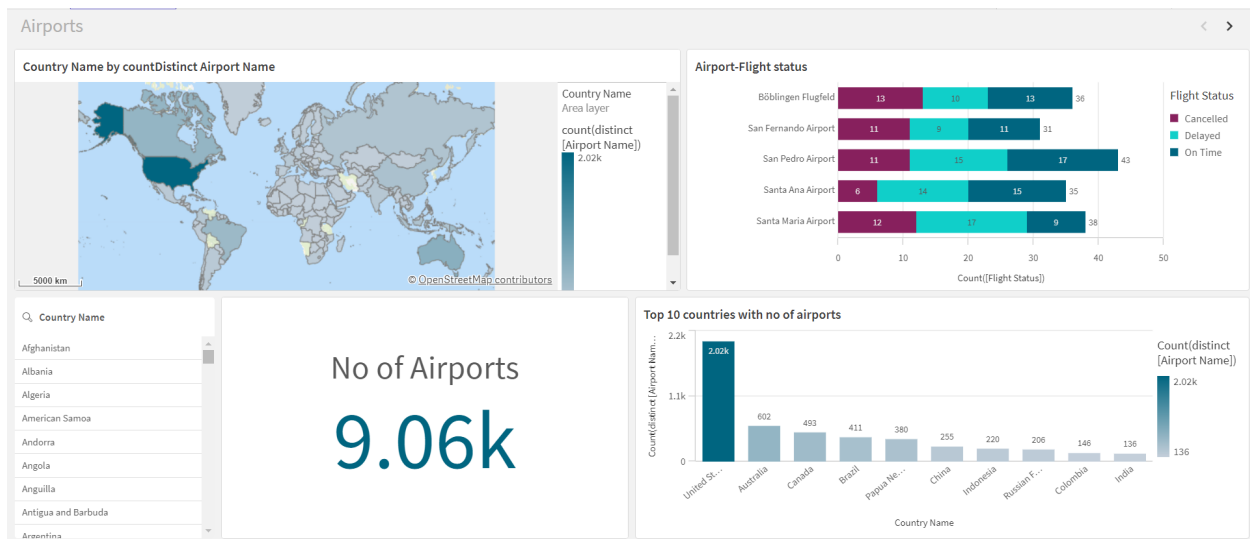 Airports
Country Name by countDistinct Airport Name
Country Name
Area layer
count(distinct
[Airport Name])
2.02k
5000 km
© OpenStreetMap contributors
Airport-Flight status
Böblingen Flugfeld 13 10 13 36
San Fernando Airport 11 9 11 31
San Pedro Airport 11 15 17 43
Santa Ana Airport 6 14 15 35
Santa Maria Airport 12 17 9 38
0 10 20 30 40 50
Count([Flight Status])
Flight Status
Cancelled
Delayed
On Time
Country Name
Afghanistan
Albania
Algeria
American Samoa
Andorra
Angola
Anguilla
Antigua and Barbuda
Argentina
No of Airports
9.06k
Top 10 countries with no of airports
Count(distinct [Airport Nam...
2.2k
1.1k
0
2.02k 602 493 411 380 255 220 206 146 136
United St... Australia Canada Brazil Papua Ne... China Indonesia Russian F... Colombia India
Country Name
Count(distinct
[Airport Name])
2.02k
136